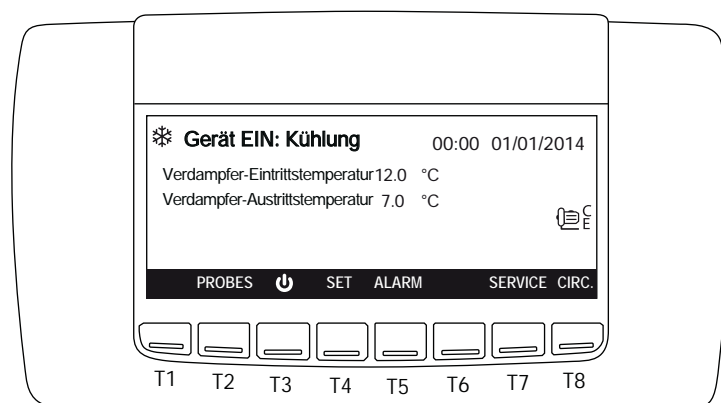 Gerät EIN: Kühlung 00:00 01/01/2014
Verdampfer-Eintrittstemperatur 12.0 °C
Verdampfer-Austrittstemperatur 7.0 °C
C
E
PROBES SET ALARM SERVICE CIRC.
T1 T2 T3 T4 T5 T6 T7 T8